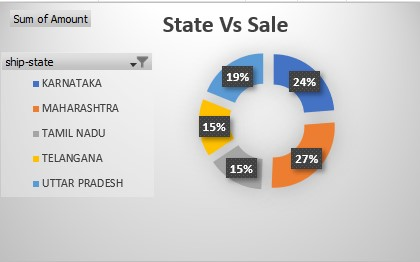 Sum of Amount
State Vs Sale
ship-state
KARNATAKA
MAHARASHTRA
TAMIL NADU
TELANGANA
UTTAR PRADESH
19%
24%
15%
27%
15%